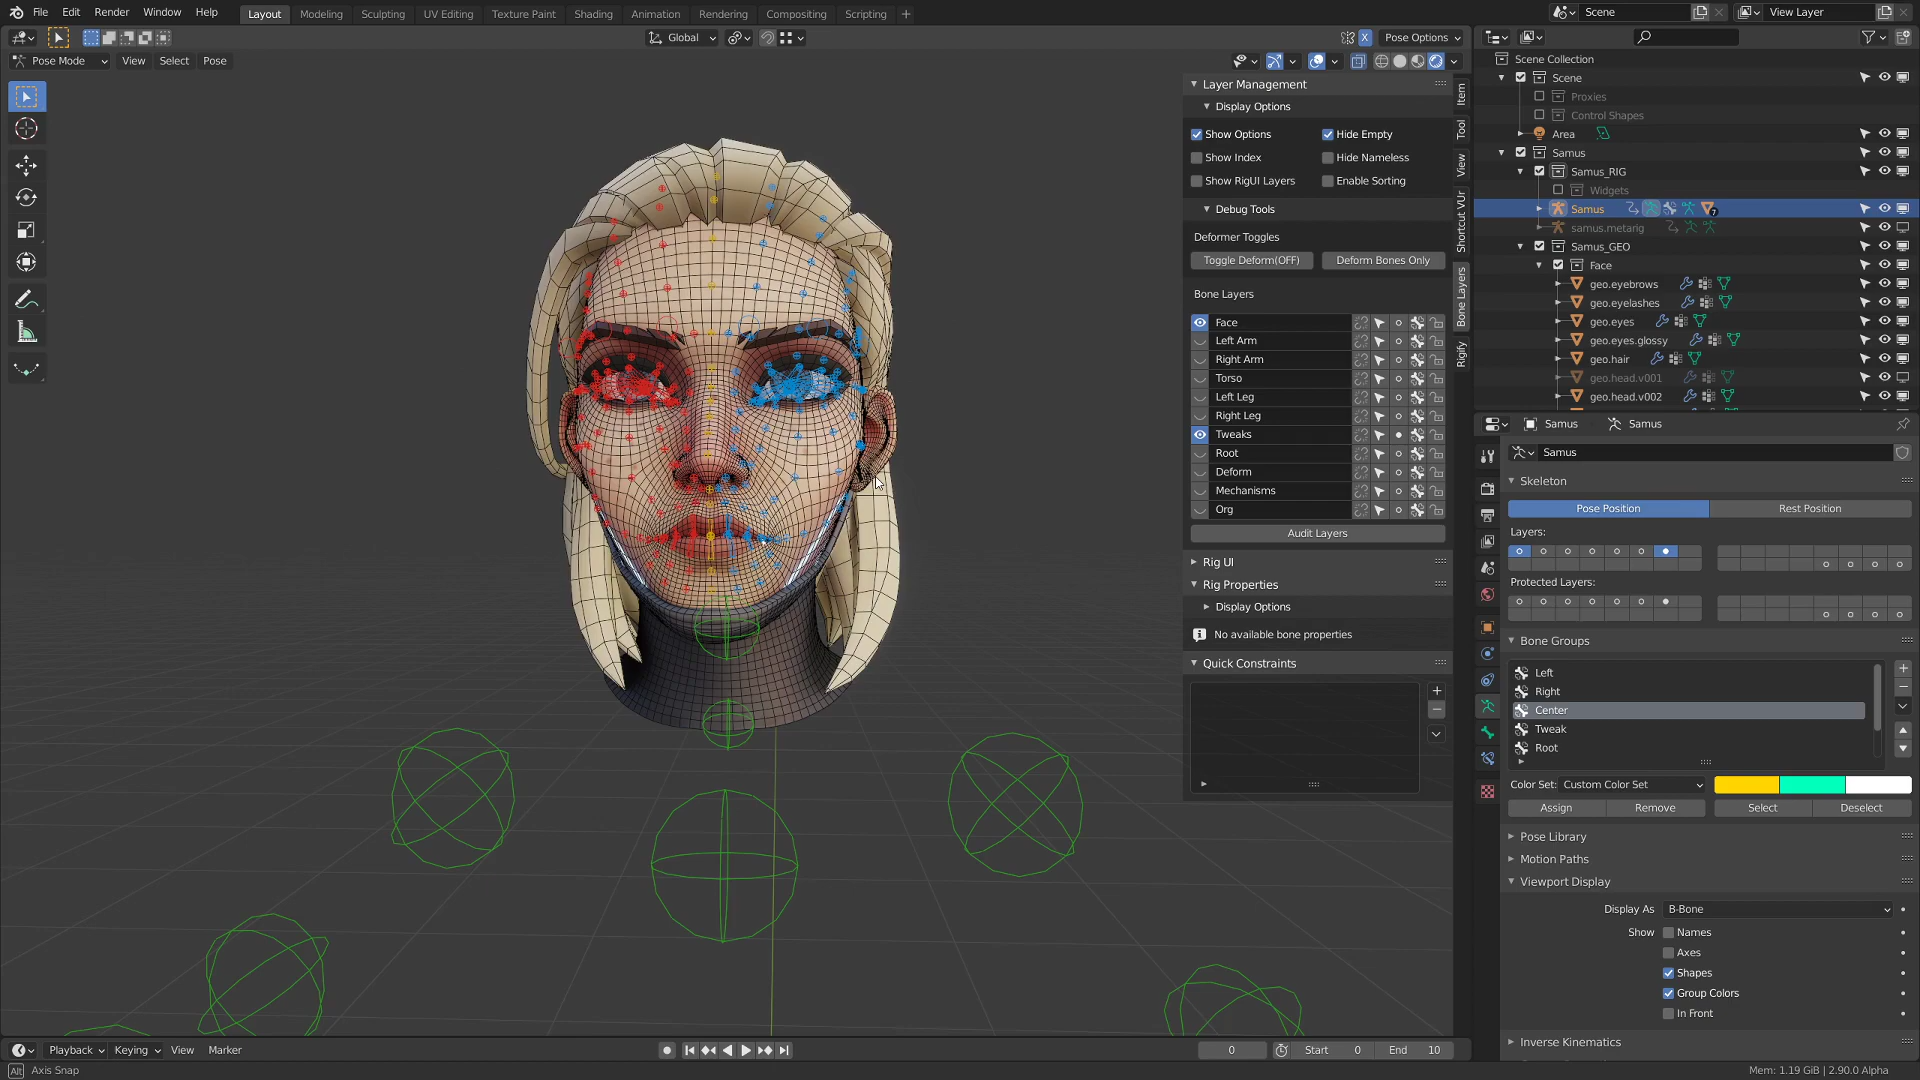 File Edit Render Window Help Layout Modeling Sculpting UV Editing Texture Paint Shading Animation Rendering Compositing Scripting + Scene View Layer
Global X Pose Options
Pose Mode View Select Pose
Layer Management
Display Options
Show Options Hide Empty
Show Index Hide Nameless
Show RigUI Layers Enable Sorting
Debug Tools
Deformer Toggles
Toggle Deform(OFF) Deform Bones Only
Bone Layers
Face
Left Arm
Right Arm
Torso
Left Leg
Right Leg
Tweaks
Root
Deform
Mechanisms
Org
Audit Layers
Rig UI
Rig Properties
Display Options
No available bone properties
Quick Constraints
Item
Tool
View
Shortcut VUr
Bone Layers
Rigify
Scene Collection
Scene
Proxies
Control Shapes
Area
Samus
Samus_RIG
Widgets
Samus 7
samus.metarig
Samus_GEO
Face
geo.eyebrows
geo.eyelashes
geo.eyes
geo.eyes.glossy
geo.hair
geo.head.v001
geo.head.v002
Samus Samus
Samus
Skeleton
Pose Position Rest Position
Layers:
Protected Layers:
Bone Groups
Left
Right
Center
Tweak
Root
Color Set: Custom Color Set
Assign Remove Select Deselect
Pose Library
Motion Paths
Viewport Display
Display As B-Bone
Show Names
Axes
Shapes
Group Colors
In Front
Inverse Kinematics
Playback Keying View Marker 0 Start 0 End 10
Alt Axis Snap Mem: 1.19 GiB | 2.90.0 Alpha